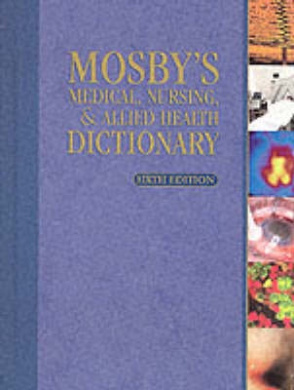 MOSBY'S
MEDICAL, NURSING,
& ALLIED HEALTH
DICTIONARY
SIXTH EDITION